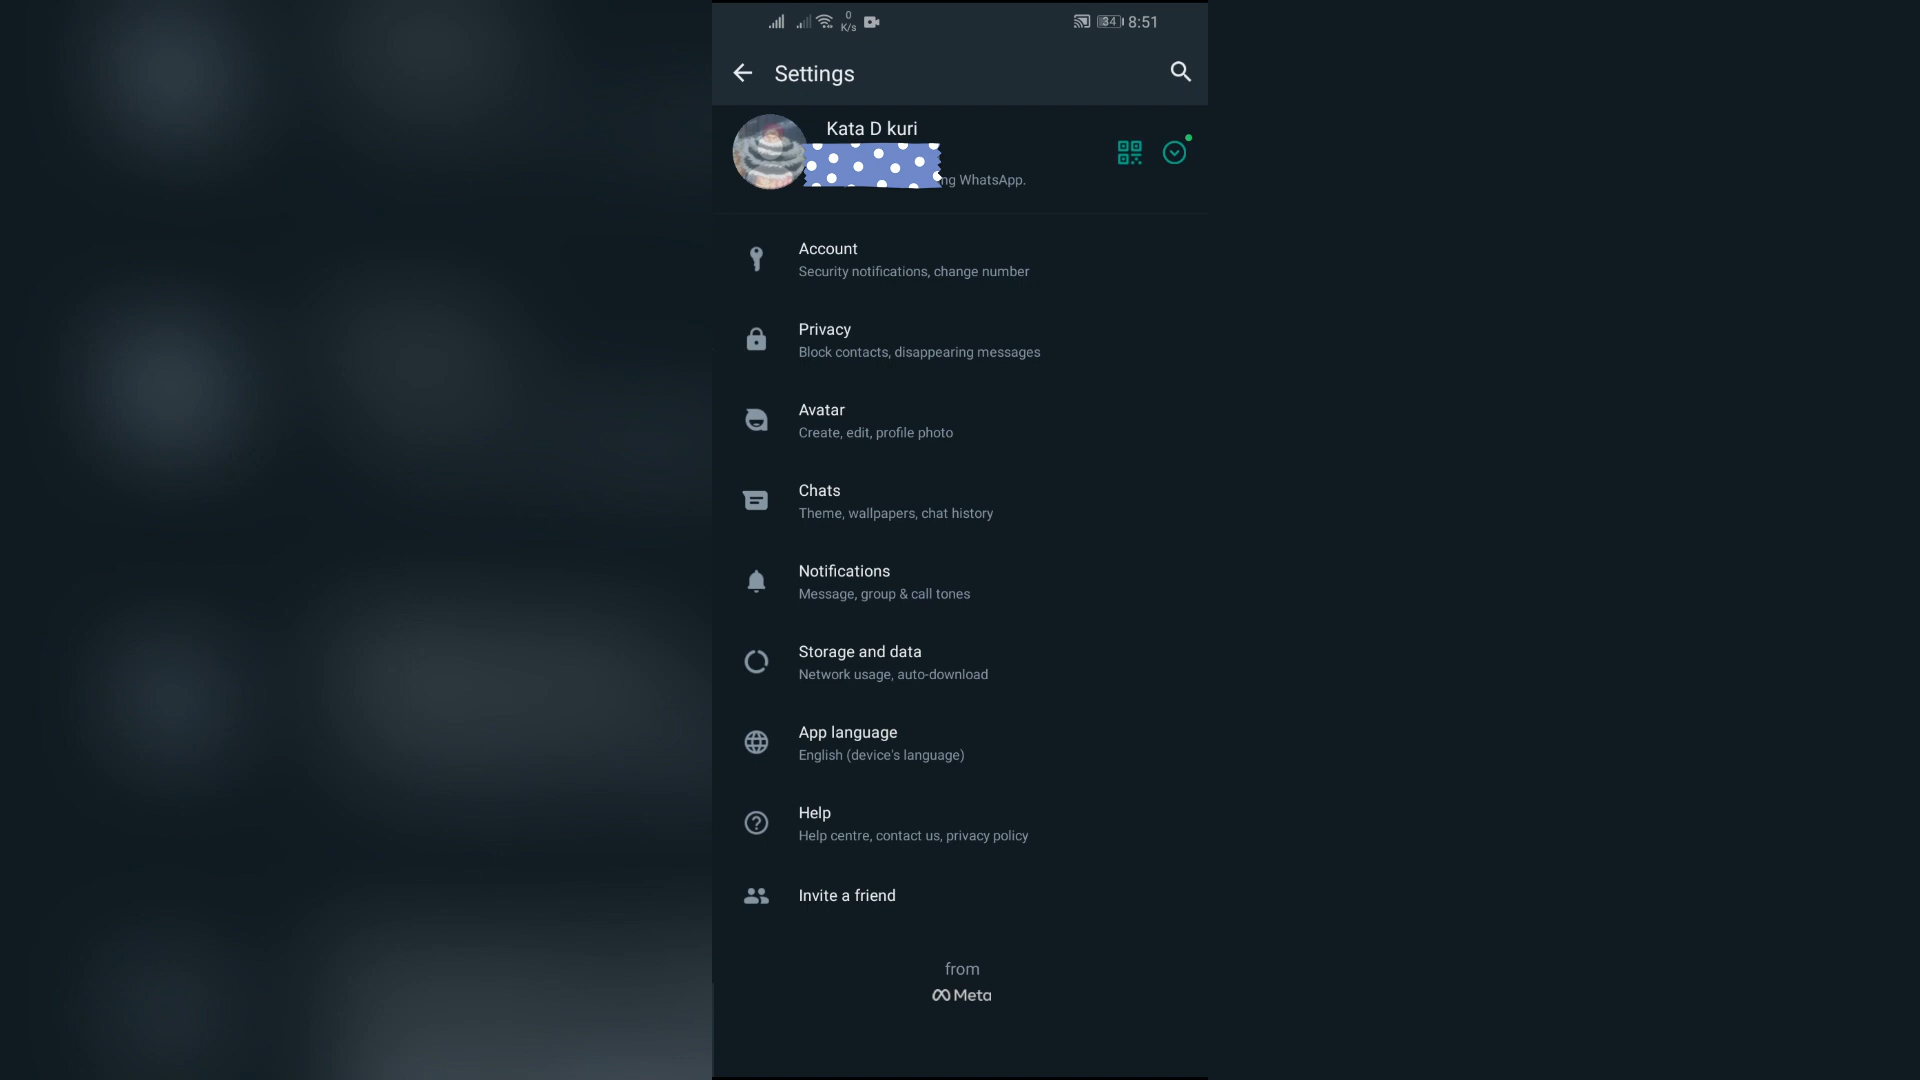 0
K/s
34
8:51
Settings
Kata D kuri
ng WhatsApp.
Account
Security notifications, change number
Privacy
Block contacts, disappearing messages
Avatar
Create, edit, profile photo
Chats
Theme, wallpapers, chat history
Notifications
Message, group & call tones
Storage and data
Network usage, auto-download
App language
English (device's language)
Help
Help centre, contact us, privacy policy
Invite a friend
from
Meta